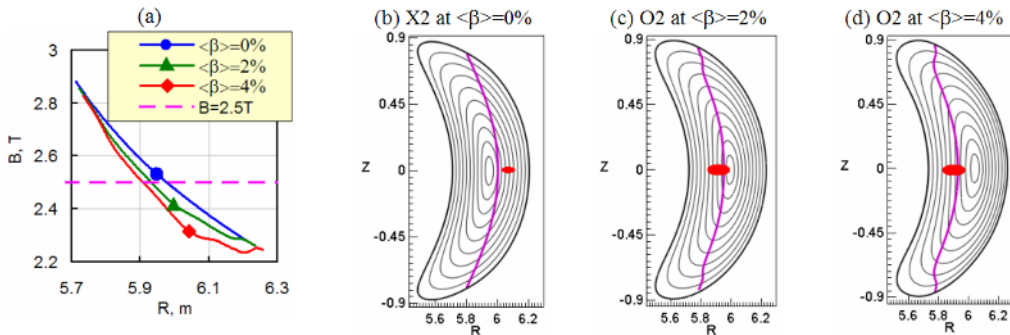 (a)
3
2.8
2.6
2.4
2.2
B, T
5.7
5.9
6.1
6.3
R, m
<β>=0%
<β>=2%
<β>=4%
B=2.5T
(b) X2 at <β>=0%
0.9
0.45
0
-0.45
-0.9
Z
5.6 5.8 6 6.2
R
(c) O2 at <β>=2%
0.9
0.45
0
-0.45
-0.9
Z
5.6 5.8 6 6.2
R
(d) O2 at <β>=4%
0.9
0.45
0
-0.45
-0.9
Z
5.6 5.8 6 6.2
R